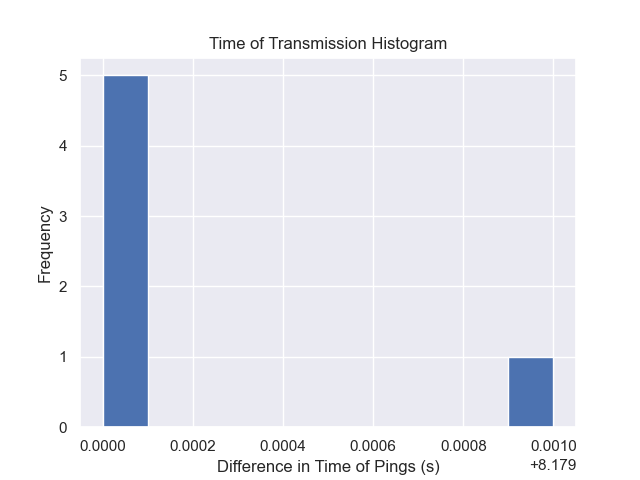 Time of Transmission Histogram
Frequency
5
4
3
2
1
0
0.0000 0.0002 0.0004 0.0006 0.0008 0.0010
Difference in Time of Pings (s)
+8.179